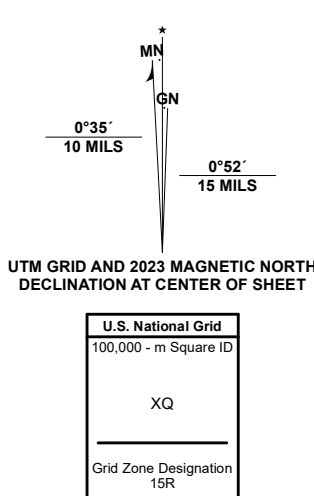 ★
MN
GN
0°35´
10 MILS
0°52´
15 MILS
UTM GRID AND 2023 MAGNETIC NORTH
DECLINATION AT CENTER OF SHEET
U.S. National Grid
100,000 - m Square ID
XQ
Grid Zone Designation
15R